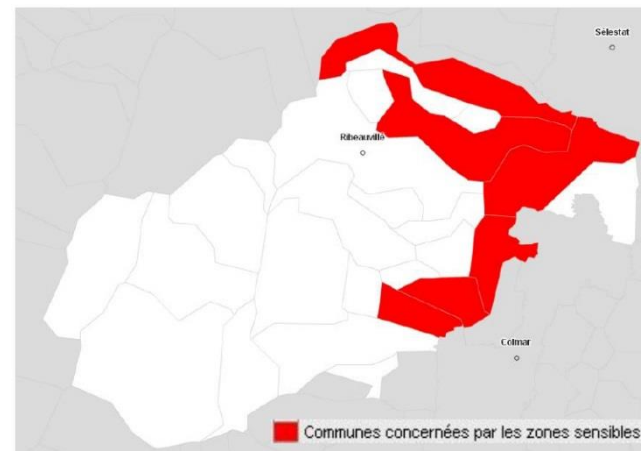 Sélestat
Ribeauvillé
Colmar
Communes concernées par les zones sensibles